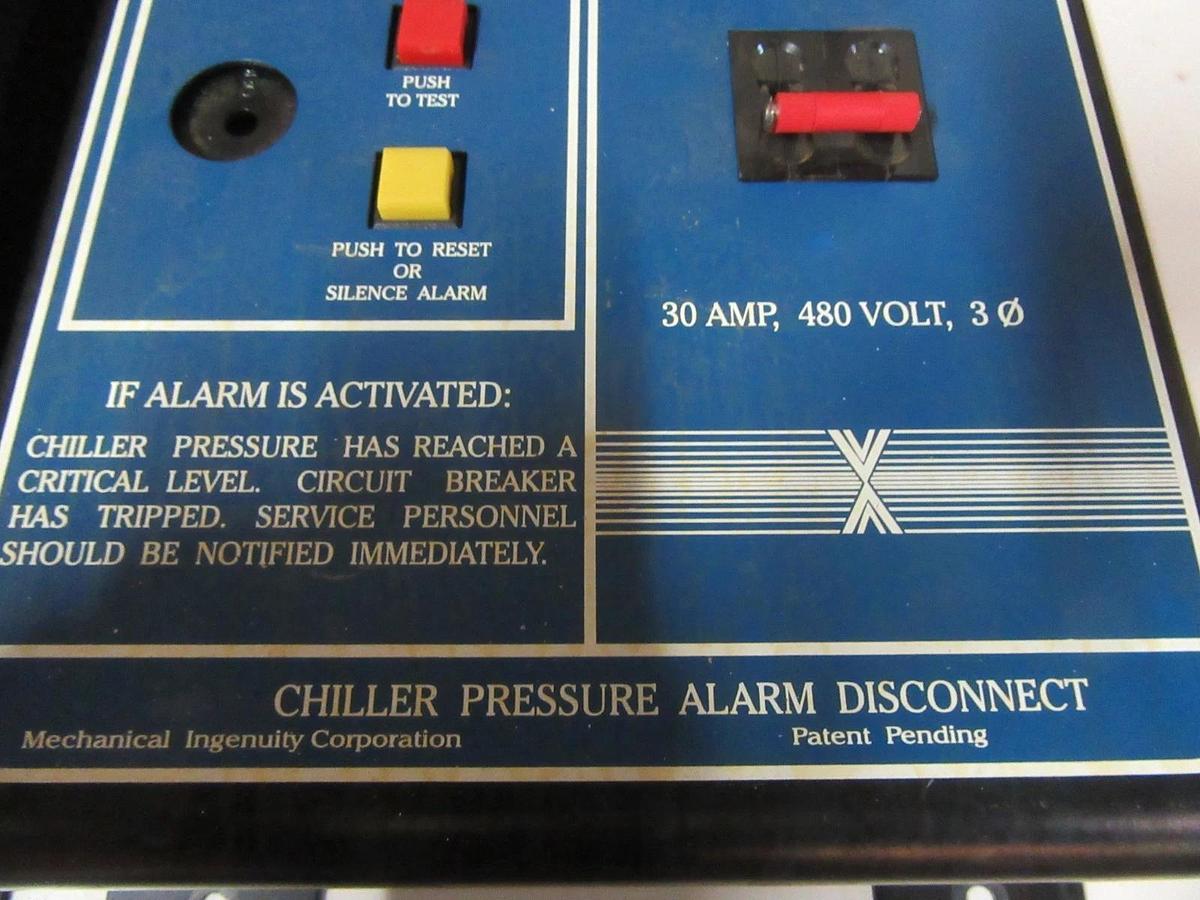 PUSH
TO TEST
PUSH TO RESET
OR
SILENCE ALARM
IF ALARM IS ACTIVATED:
CHILLER PRESSURE HAS REACHED A
CRITICAL LEVEL. CIRCUIT BREAKER
HAS TRIPPED. SERVICE PERSONNEL
SHOULD BE NOTIFIED IMMEDIATELY.
30 AMP, 480 VOLT, 3 Ø
CHILLER PRESSURE ALARM DISCONNECT
Mechanical Ingenuity Corporation
Patent Pending